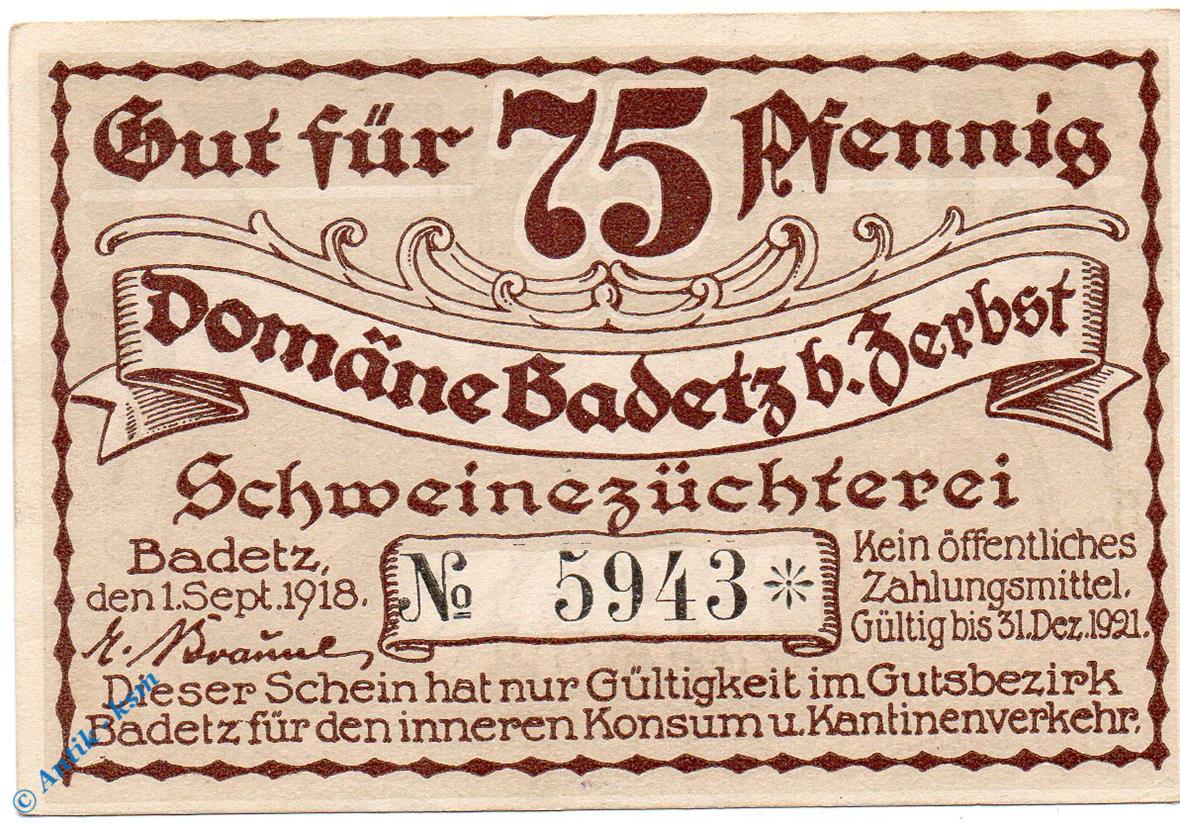 Gut für 75 Pfennig
Domäne Badetz b. Zerbst
Schweinezüchterei
Badetz,
den 1. Sept. 1918.
No 5943 *
Kein öffentliches
Zahlungsmittel.
Gültig bis 31. Dez. 1921.
Dieser Schein hat nur Gültigkeit im Gutsbezirk
Badetz für den inneren Konsum u. Kantinenverkehr.